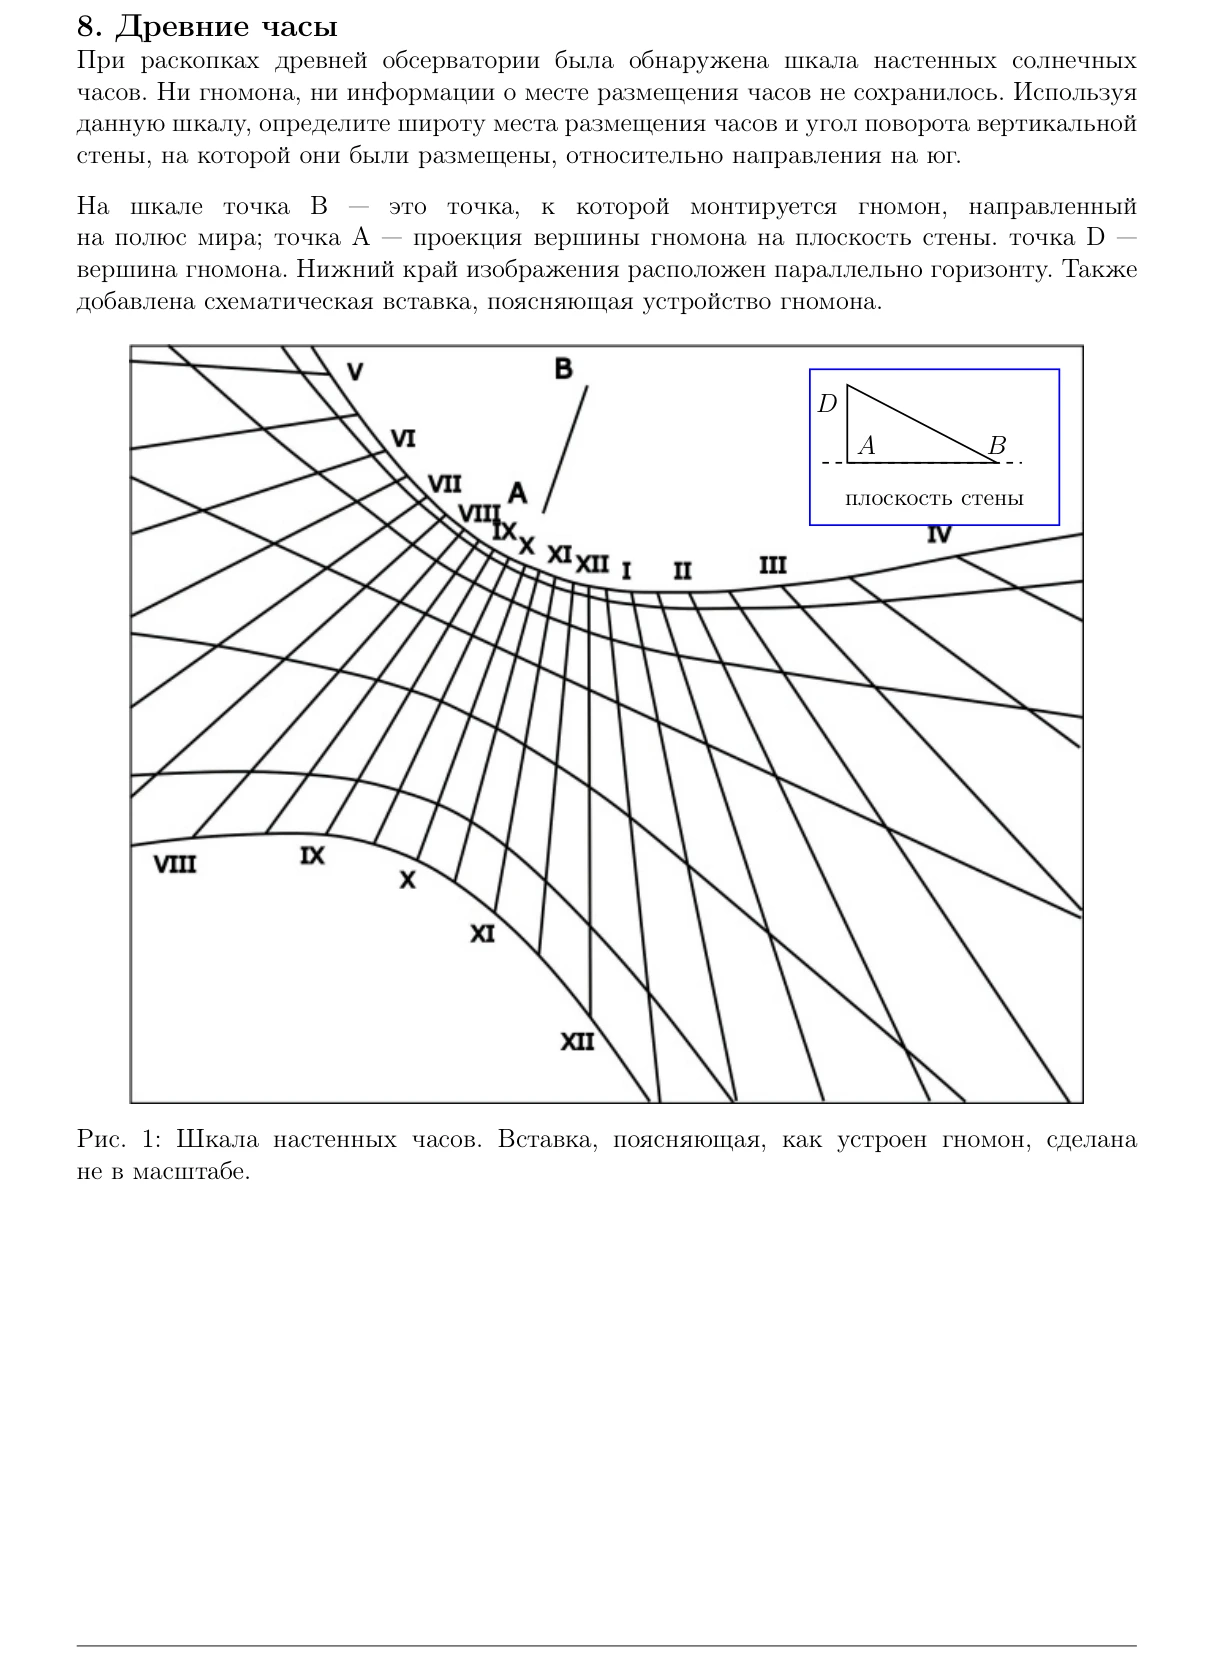 8. Древние часы
При раскопках древней обсерватории была обнаружена шкала настенных солнечных
часов. Ни гномона, ни информации о месте размещения часов не сохранилось. Используя
данную шкалу, определите широту места размещения часов и угол поворота вертикальной
стены, на которой они были размещены, относительно направления на юг.
На шкале точка B — это точка, к которой монтируется гномон, направленный
на полюс мира; точка A — проекция вершины гномона на плоскость стены. точка D —
вершина гномона. Нижний край изображения расположен параллельно горизонту. Также
добавлена схематическая вставка, поясняющая устройство гномона.
V
B
VI
VII
A
VIII
IX
X
XI
XII
I
II
III
IV
D
A
B
плоскость стены
VIII
IX
X
XI
XII
Рис. 1: Шкала настенных часов. Вставка, поясняющая, как устроен гномон, сделана
не в масштабе.